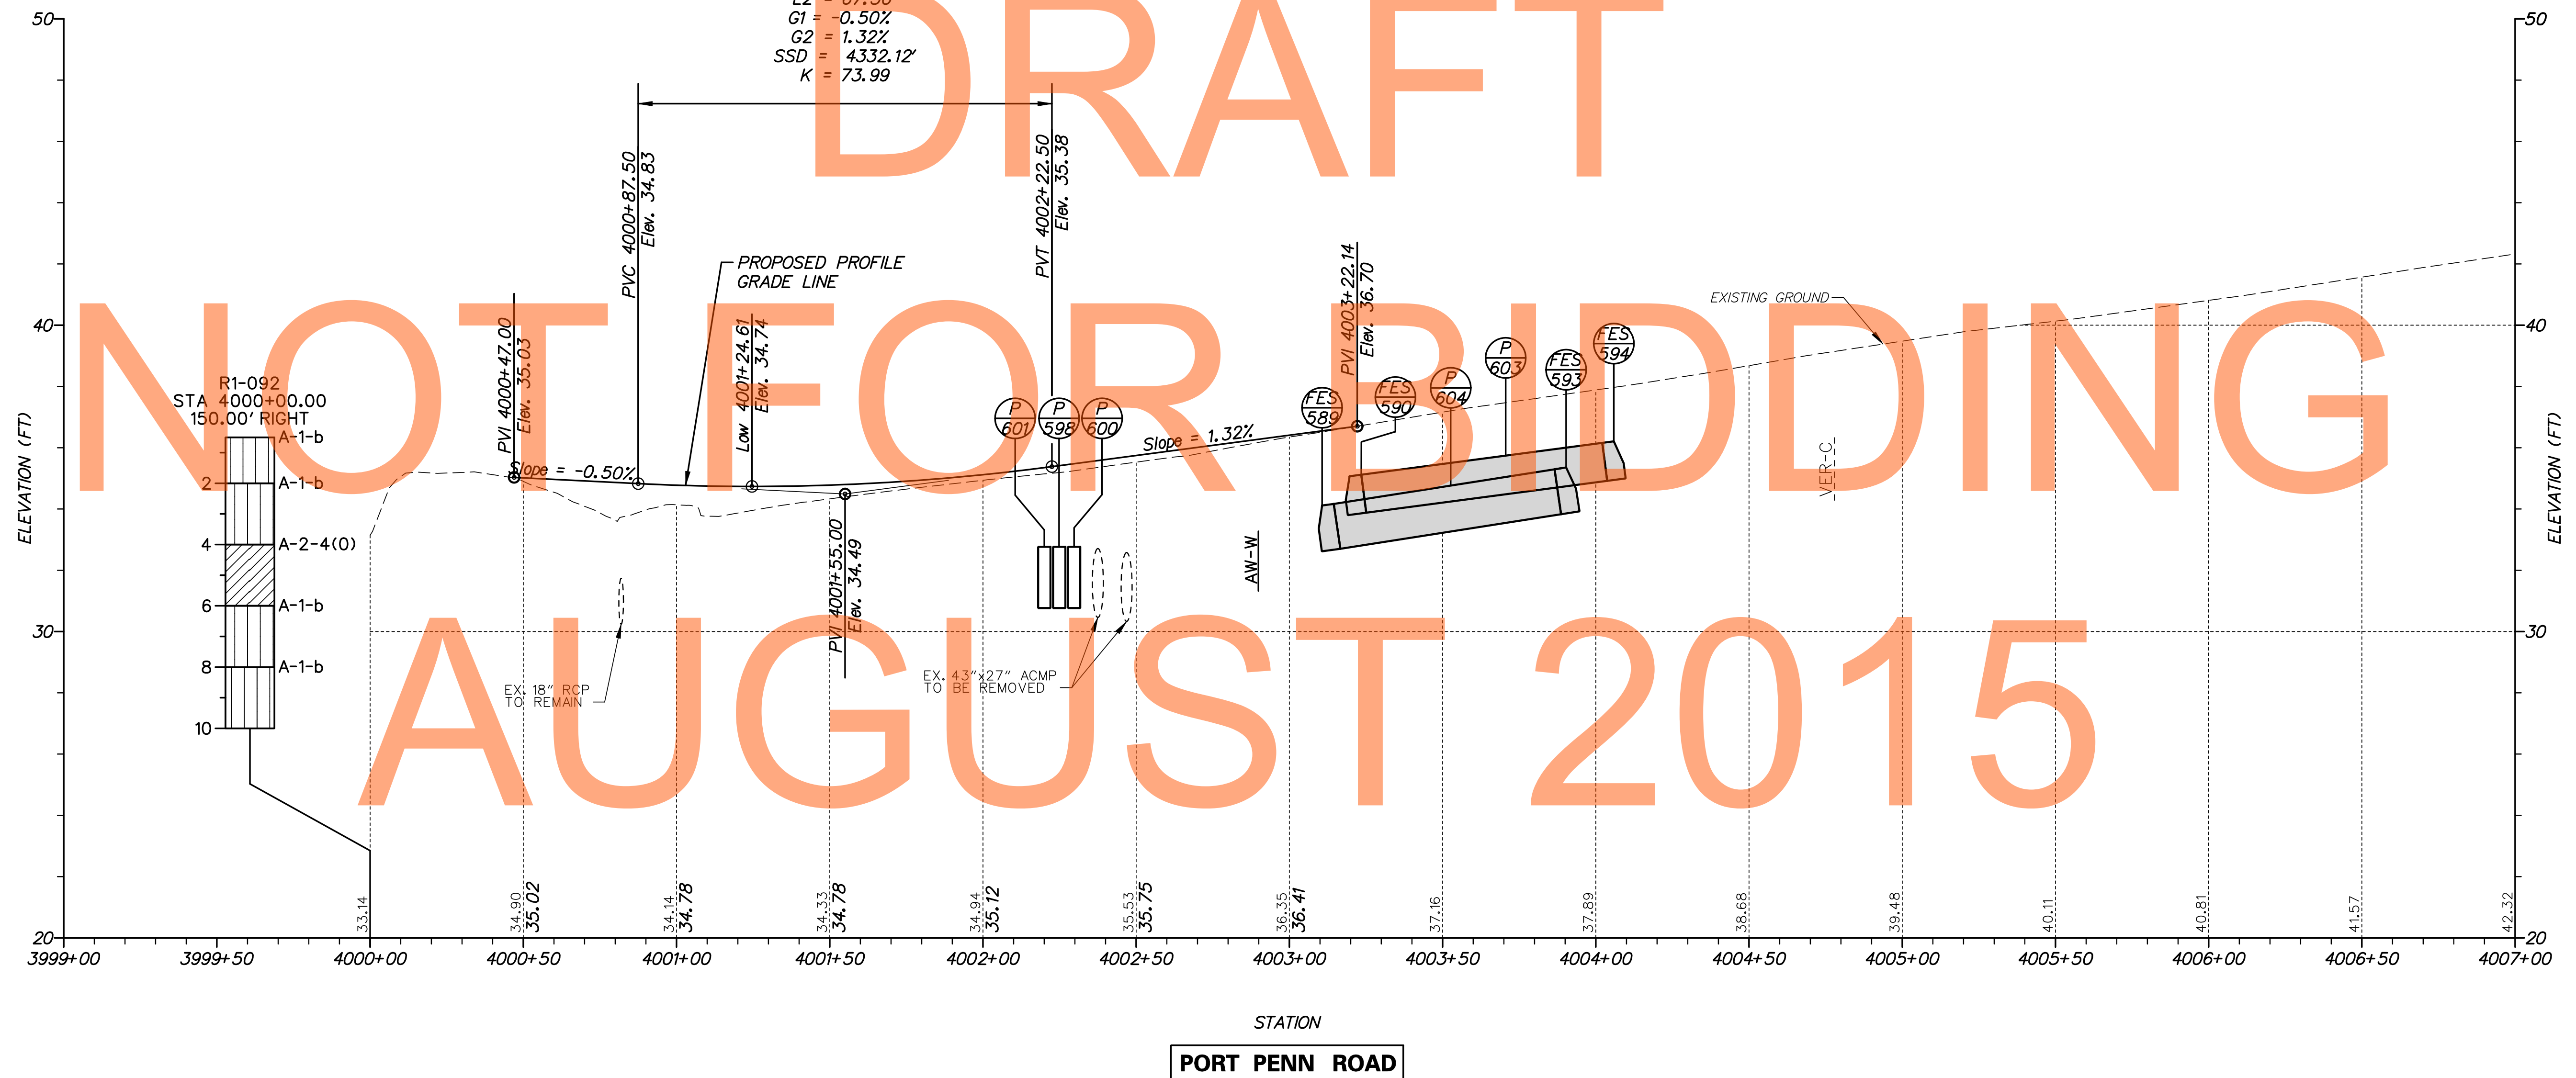 G1 = -0.50%
G2 = 1.32%
SSD = 4332.12'
K = 73.99
DRAFT
NOT FOR BIDDING
AUGUST 2015
50
40
30
20
ELEVATION (FT)
R1-092
STA 4000+00.00
150.00' RIGHT
A-1-b
2
A-1-b
4
A-2-4(0)
6
A-1-b
8
A-1-b
10
PVI 4000+47.00
Elev. 35.03
Slope = -0.50%
PVC 4000+87.50
Elev. 34.83
PROPOSED PROFILE
GRADE LINE
Low 4001+24.61
Elev. 34.74
PVI 4001+55.00
Elev. 34.49
PVT 4002+22.50
Elev. 35.38
P
601
P
598
P
600
Slope = 1.32%
PVI 4003+22.14
Elev. 36.70
FES
589
FES
590
P
604
P
603
FES
593
FES
594
EXISTING GROUND
VER-C
AW-W
EX. 18" RCP
TO REMAIN
EX. 43"x27" ACMP
TO BE REMOVED
50
40
30
20
ELEVATION (FT)
33.14
34.90
35.02
34.14
34.78
34.33
34.78
34.94
35.12
35.53
35.75
36.35
36.41
37.16
37.89
38.68
39.48
40.11
40.81
41.57
42.32
3999+00
3999+50
4000+00
4000+50
4001+00
4001+50
4002+00
4002+50
4003+00
4003+50
4004+00
4004+50
4005+00
4005+50
4006+00
4006+50
4007+00
STATION
PORT PENN ROAD